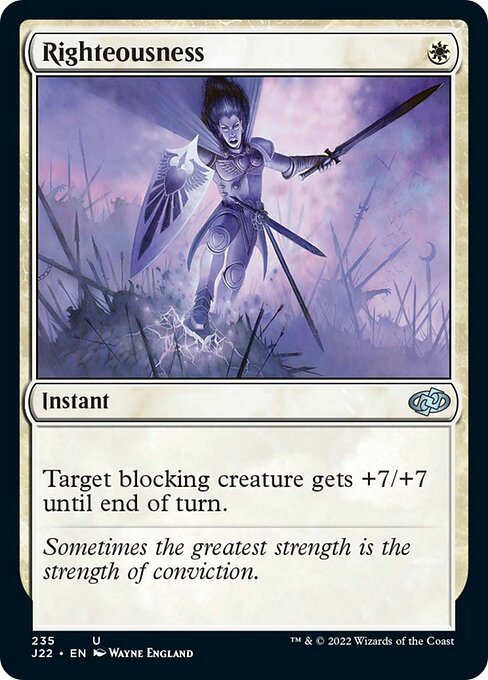 Righteousness
Instant
Target blocking creature gets +7/+7
until end of turn.
Sometimes the greatest strength is the
strength of conviction.
235 U
J22 • EN Wayne England
™ & © 2022 Wizards of the Coast